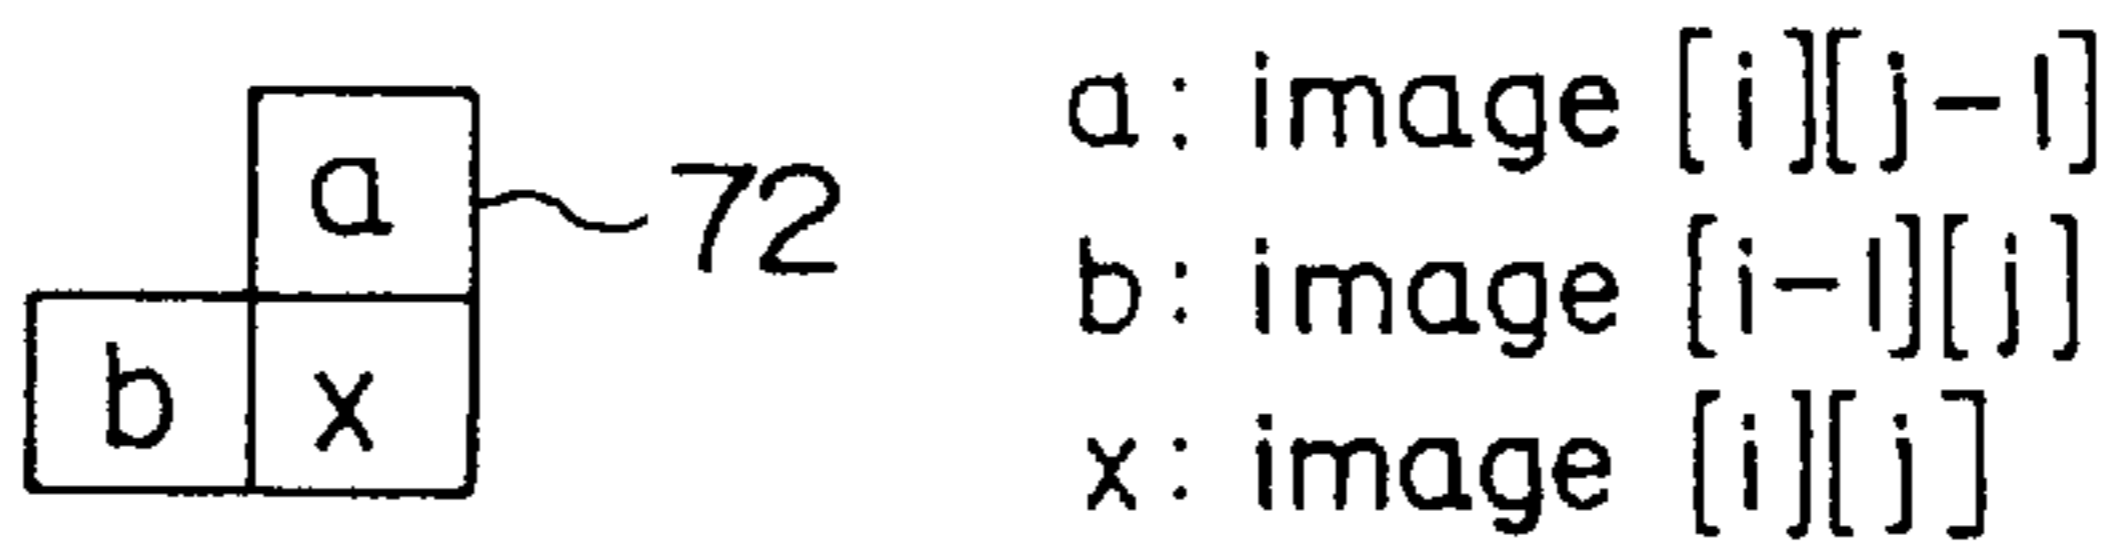 a 72
b x
a: image [i][j-1]
b: image [i-1][j]
x: image [i][j]